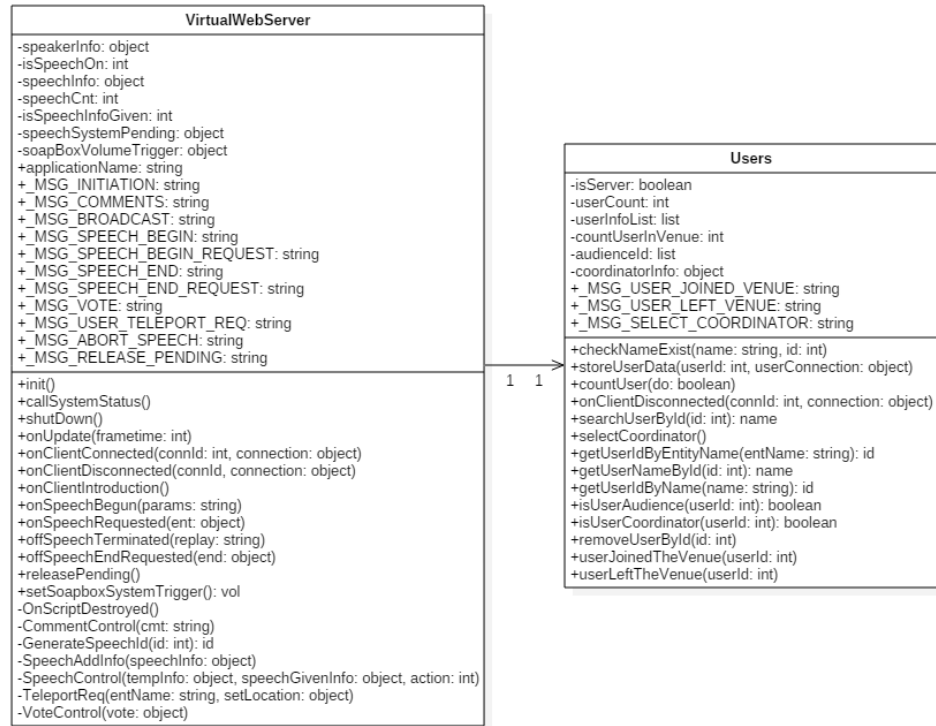 VirtualWebServer
-speakerInfo: object
-isSpeechOn: int
-speechInfo: object
-speechCnt: int
-isSpeechInfoGiven: int
-speechSystemPending: object
-soapBoxVolumeTrigger: object
+applicationName: string
+_MSG_INITIATION: string
+_MSG_COMMENTS: string
+_MSG_BROADCAST: string
+_MSG_SPEECH_BEGIN: string
+_MSG_SPEECH_BEGIN_REQUEST: string
+_MSG_SPEECH_END: string
+_MSG_SPEECH_END_REQUEST: string
+_MSG_VOTE: string
+_MSG_USER_TELEPORT_REQ: string
+_MSG_ABORT_SPEECH: string
+_MSG_RELEASE_PENDING: string
+init()
+callSystemStatus()
+shutDown()
+onUpdate(frametime: int)
+onClientConnected(connId: int, connection: object)
+onClientDisconnected(connId, connection: object)
+onClientIntroduction()
+onSpeechBegun(params: string)
+onSpeechRequested(ent: object)
+offSpeechTerminated(replay: string)
+offSpeechEndRequested(end: object)
+releasePending()
+setSoapboxSystemTrigger(): vol
-OnScriptDestroyed()
-CommentControl(cmt: string)
-GenerateSpeechId(id: int): id
-SpeechAddInfo(speechInfo: object)
-SpeechControl(tempInfo: object, speechGivenInfo: object, action: int)
-TeleportReq(entName: string, setLocation: object)
-VoteControl(vote: object)
1 1
Users
-isServer: boolean
-userCount: int
-userInfoList: list
-countUserInVenue: int
-audienceId: list
-coordinatorInfo: object
+_MSG_USER_JOINED_VENUE: string
+_MSG_USER_LEFT_VENUE: string
+_MSG_SELECT_COORDINATOR: string
+checkNameExist(name: string, id: int)
+storeUserData(userId: int, userConnection: object)
+countUser(do: boolean)
+onClientDisconnected(connId: int, connection: object)
+searchUserById(id: int): name
+selectCoordinator()
+getUserIdByEntityName(entName: string): id
+getUserNameById(id: int): name
+getUserIdByName(name: string): id
+isUserAudience(userId: int): boolean
+isUserCoordinator(userId: int): boolean
+removeUserById(id: int)
+userJoinedTheVenue(userId: int)
+userLeftTheVenue(userId: int)